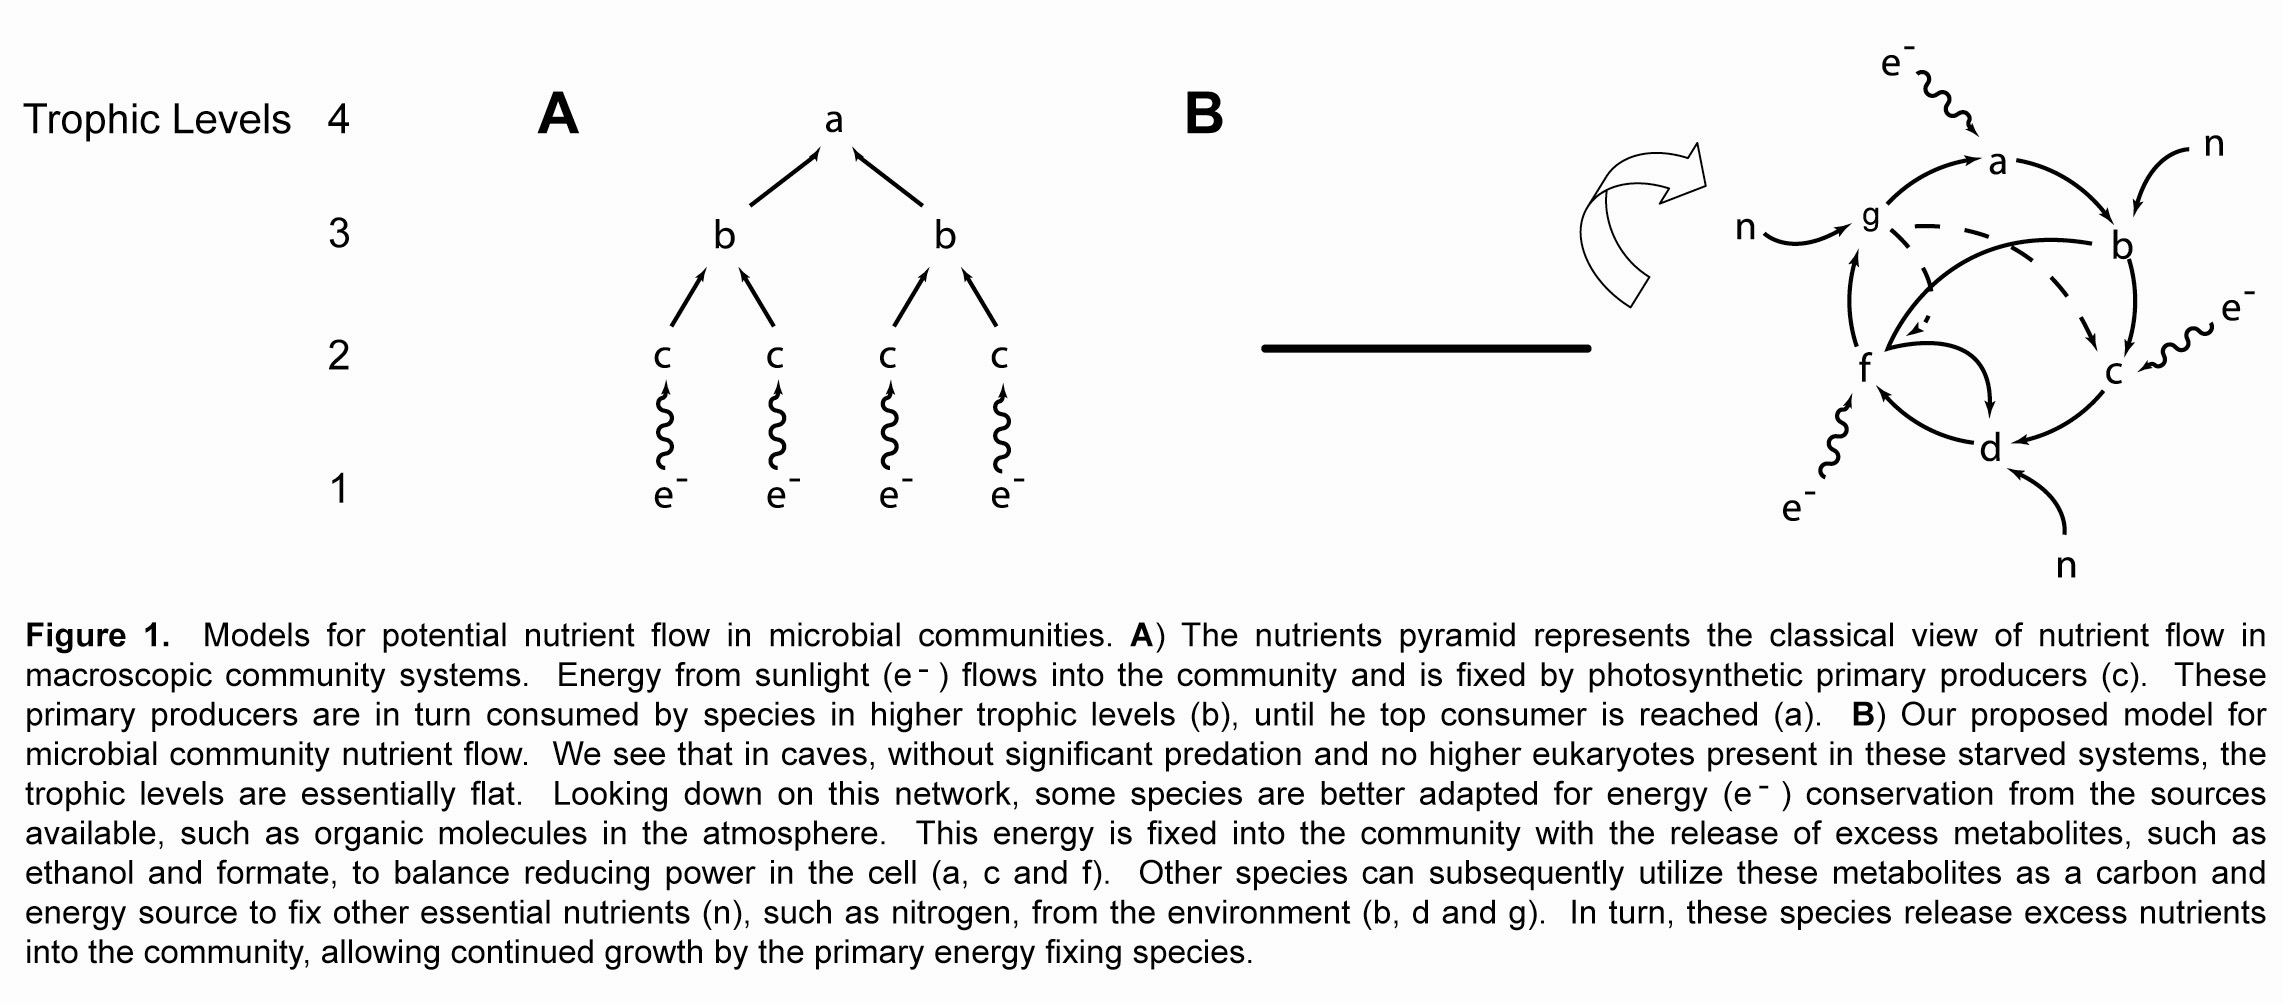 Trophic Levels 4 A a B e⁻
n
a
g
n
3 b b b
e⁻
2 c c c c f c
d
1 e⁻ e⁻ e⁻ e⁻ e⁻
n
Figure 1. Models for potential nutrient flow in microbial communities. A) The nutrients pyramid represents the classical view of nutrient flow in
macroscopic community systems. Energy from sunlight (e⁻ ) flows into the community and is fixed by photosynthetic primary producers (c). These
primary producers are in turn consumed by species in higher trophic levels (b), until he top consumer is reached (a). B) Our proposed model for
microbial community nutrient flow. We see that in caves, without significant predation and no higher eukaryotes present in these starved systems, the
trophic levels are essentially flat. Looking down on this network, some species are better adapted for energy (e⁻ ) conservation from the sources
available, such as organic molecules in the atmosphere. This energy is fixed into the community with the release of excess metabolites, such as
ethanol and formate, to balance reducing power in the cell (a, c and f). Other species can subsequently utilize these metabolites as a carbon and
energy source to fix other essential nutrients (n), such as nitrogen, from the environment (b, d and g). In turn, these species release excess nutrients
into the community, allowing continued growth by the primary energy fixing species.